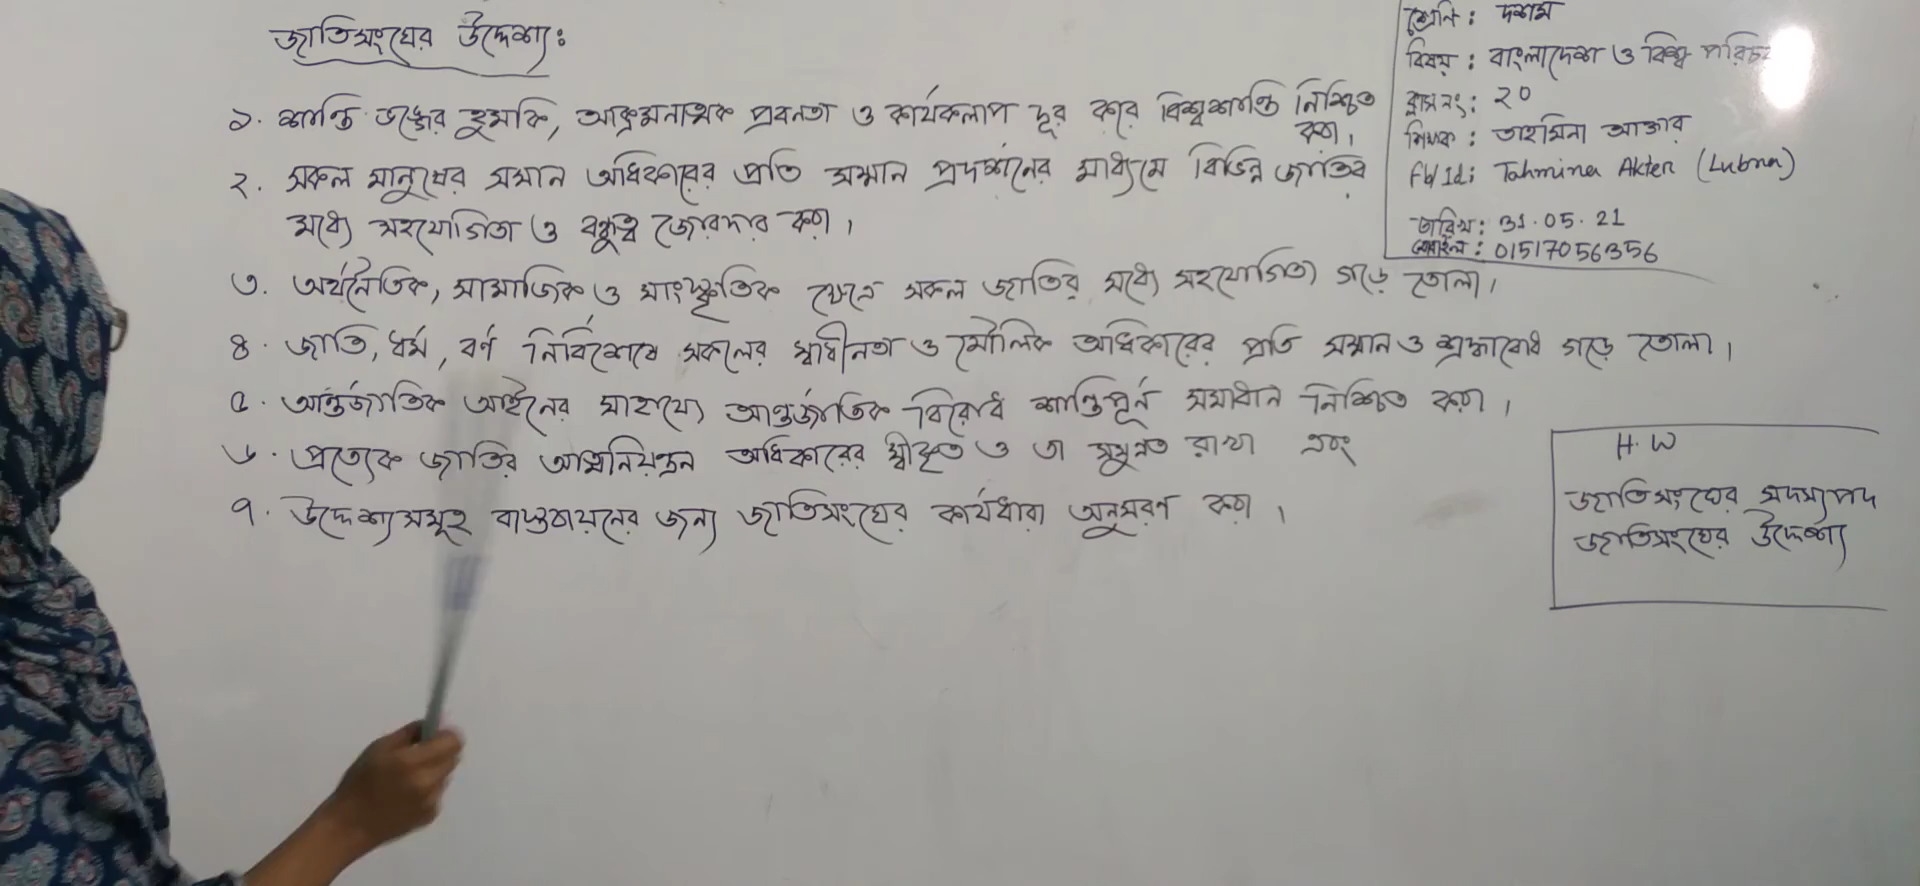 জাতিসংঘের উদ্দেশ্য:
১. শান্তি ভঙ্গের হুমকি, আক্রমনাত্মক প্রবনতা ও কার্যকলাপ দূর করে বিশ্বশান্তি নিশ্চিত
করা।
২. সকল মানুষের সমান অধিকারের প্রতি সম্মান প্রদর্শনের মাধ্যমে বিভিন্ন জাতির
মধ্যে সহযোগিতা ও বন্ধুত্ব জোরদার করা।
৩. অর্থনৈতিক, সামাজিক ও সাংস্কৃতিক ক্ষেত্রে সকল জাতির মধ্যে সহযোগিতা গড়ে তোলা।
৪. জাতি, ধর্ম, বর্ণ নির্বিশেষে সকলের স্বাধীনতা ও মৌলিক অধিকারের প্রতি সম্মান ও শ্রদ্ধাবোধ গড়ে তোলা।
৫. আন্তর্জাতিক আইনের সাহায্যে আন্তর্জাতিক বিরোধ শান্তিপূর্ন সমাধান নিশ্চিত করা।
৬. প্রত্যেক জাতির আত্মনিয়ন্ত্রন অধিকারের স্বীকৃত ও তা সমুন্নত রাখা এবং
৭. উদ্দেশ্যসমূহ বাস্তবায়নের জন্য জাতিসংঘের কার্যধারা অনুসরণ করা।
শ্রেনি: দশম
বিষয়: বাংলাদেশ ও বিশ্ব পরিচয়
ক্লাস নং: ২০
শিক্ষক: তাহমিনা আক্তার
Fb Id: Tahmina Akter (Lubna)
তারিখ: 31.05.21
মোবাইল: 01517056356
H.W
জাতিসংঘের সদস্যপদ
জাতিসংঘের উদ্দেশ্য